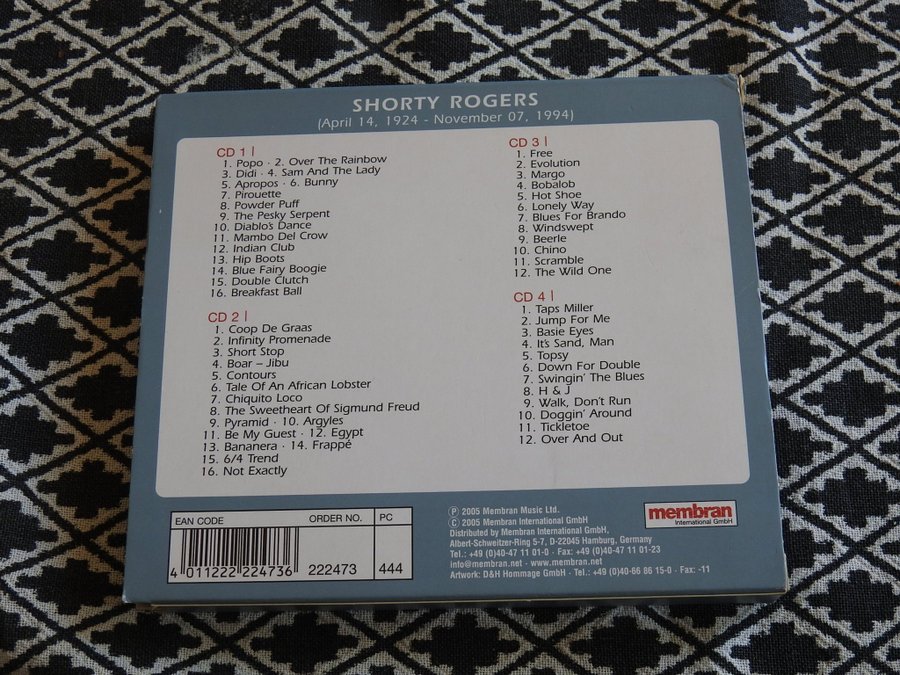 SHORTY ROGERS
(April 14, 1924 - November 07, 1994)
CD 1 |
1. Popo · 2. Over The Rainbow
3. Didi · 4. Sam And The Lady
5. Apropos · 6. Bunny
7. Pirouette
8. Powder Puff
9. The Pesky Serpent
10. Diablo's Dance
11. Mambo Del Crow
12. Indian Club
13. Hip Boots
14. Blue Fairy Boogie
15. Double Clutch
16. Breakfast Ball
CD 2 |
1. Coop De Graas
2. Infinity Promenade
3. Short Stop
4. Boar – Jibu
5. Contours
6. Tale Of An African Lobster
7. Chiquito Loco
8. The Sweetheart Of Sigmund Freud
9. Pyramid · 10. Argyles
11. Be My Guest · 12. Egypt
13. Bananera · 14. Frappé
15. 6/4 Trend
16. Not Exactly
CD 3 |
1. Free
2. Evolution
3. Margo
4. Bobalob
5. Hot Shoe
6. Lonely Way
7. Blues For Brando
8. Windswept
9. Beerle
10. Chino
11. Scramble
12. The Wild One
CD 4 |
1. Taps Miller
2. Jump For Me
3. Basie Eyes
4. It's Sand, Man
5. Topsy
6. Down For Double
7. Swingin' The Blues
8. H & J
9. Walk, Don't Run
10. Doggin' Around
11. Tickletoe
12. Over And Out
EAN CODE
ORDER NO.
PC
4 011222 224736
222473
444
℗ 2005 Membran Music Ltd.
© 2005 Membran International GmbH
Distributed by Membran International GmbH,
Albert-Schweitzer-Ring 5-7, D-22045 Hamburg, Germany
Tel.: +49 (0)40-47 11 01-0 · Fax: +49 (0)40-47 11 01-23
info@membran.net · www.membran.net
Artwork: D&H Hommage GmbH · Tel.: +49 (0)40-66 86 15-0 · Fax: -11
membran
International GmbH